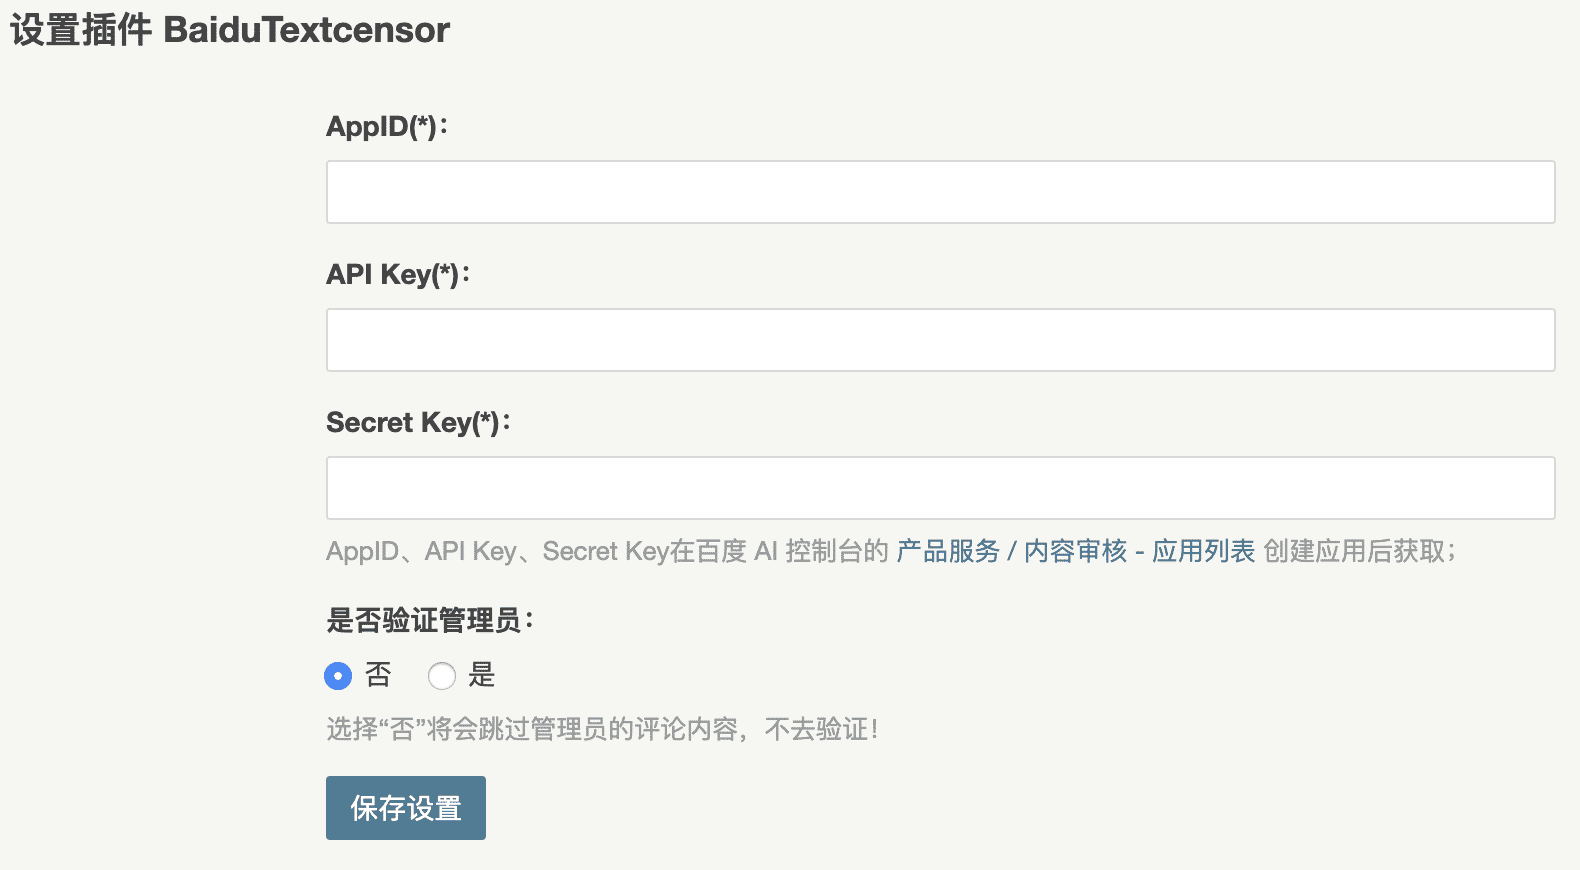 设置插件 BaiduTextcensor
AppID(*)：
API Key(*)：
Secret Key(*)：
AppID、API Key、Secret Key在百度 AI 控制台的 产品服务 / 内容审核 - 应用列表 创建应用后获取；
是否验证管理员：
否 是
选择“否”将会跳过管理员的评论内容，不去验证！
保存设置